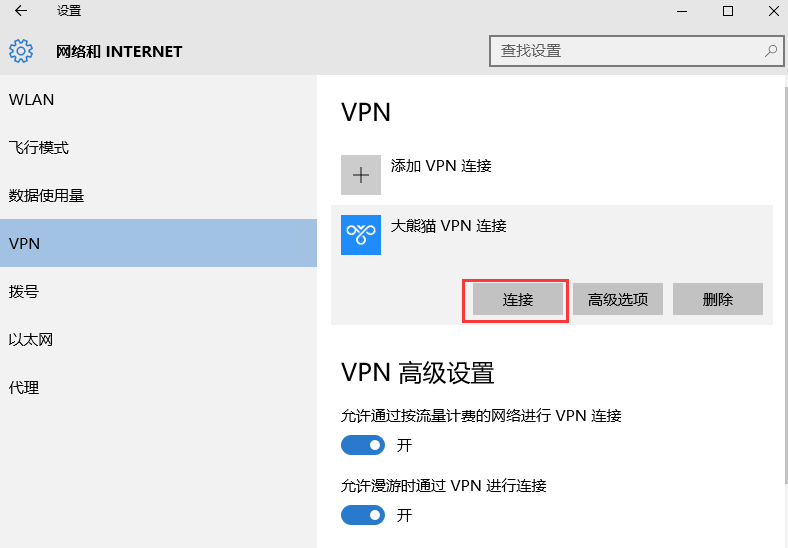 设置
网络和 INTERNET
查找设置
WLAN
飞行模式
数据使用量
VPN
拨号
以太网
代理
VPN
添加 VPN 连接
大熊猫 VPN 连接
连接
高级选项
删除
VPN 高级设置
允许通过按流量计费的网络进行 VPN 连接
开
允许漫游时通过 VPN 进行连接
开